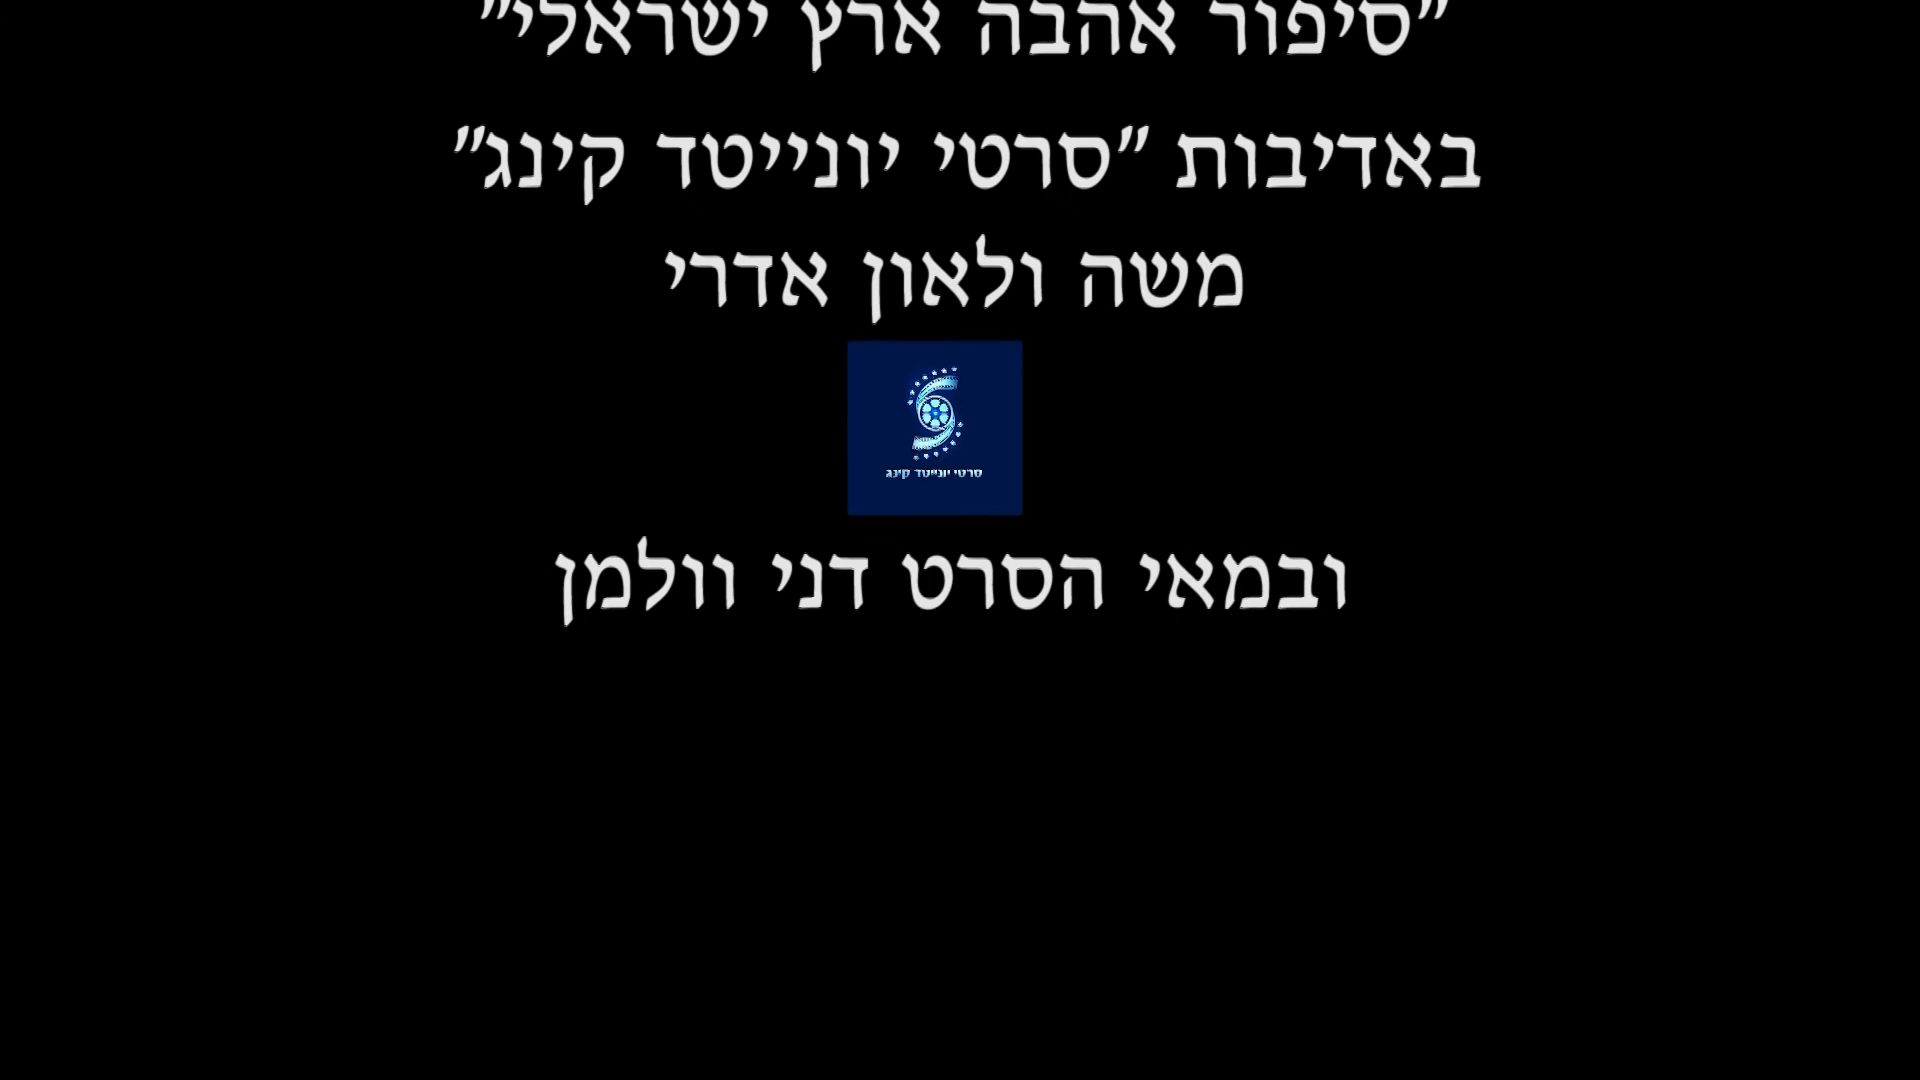 "סיפור אהבה ארץ ישראלי"
באדיבות "סרטי יונייטד קינג"
משה ולאון אדרי
סרטי יונייטד קינג
ובמאי הסרט דני וולמן